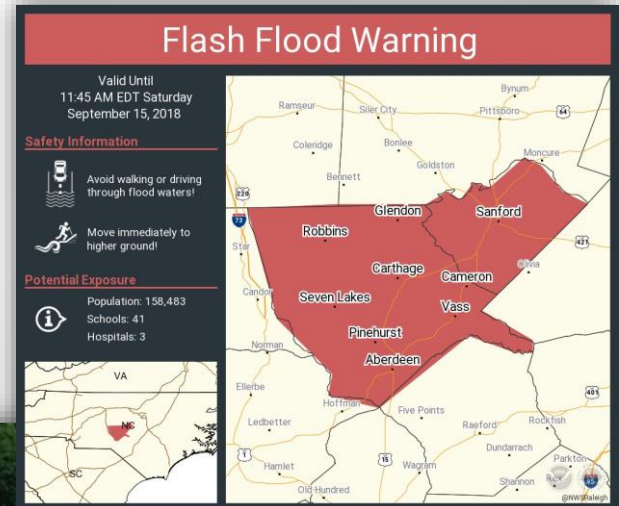 Flash Flood Warning
Valid Until
11:45 AM EDT Saturday
September 15, 2018
Safety Information
Avoid walking or driving
through flood waters!
Move immediately to
higher ground!
Potential Exposure
Population: 158,483
Schools: 41
Hospitals: 3
VA
NC
SC
Bynum
Ramseur
Siler City
Pittsboro
64
Coleridge
Bonlee
Moncure
Goldston
Bennett
220
73
Glendon
Sanford
Robbins
421
Star
Carthage
Olivia
Cameron
Candor
Seven Lakes
Vass
Pinehurst
Norman
Aberdeen
Ellerbe
401
Hoffman
Five Points
Ledbetter
Raeford
Rockfish
1
15
Dundarrach
Hamlet
Wagram
Parkton
Shannon
Rex
95
Old Hundred
@NWSRaleigh